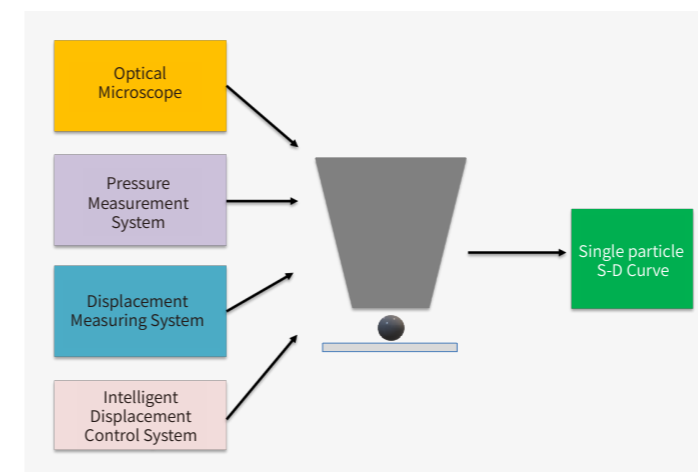 Optical
Microscope
Pressure
Measurement
System
Displacement
Measuring System
Intelligent
Displacement
Control System
Single particle
S-D Curve